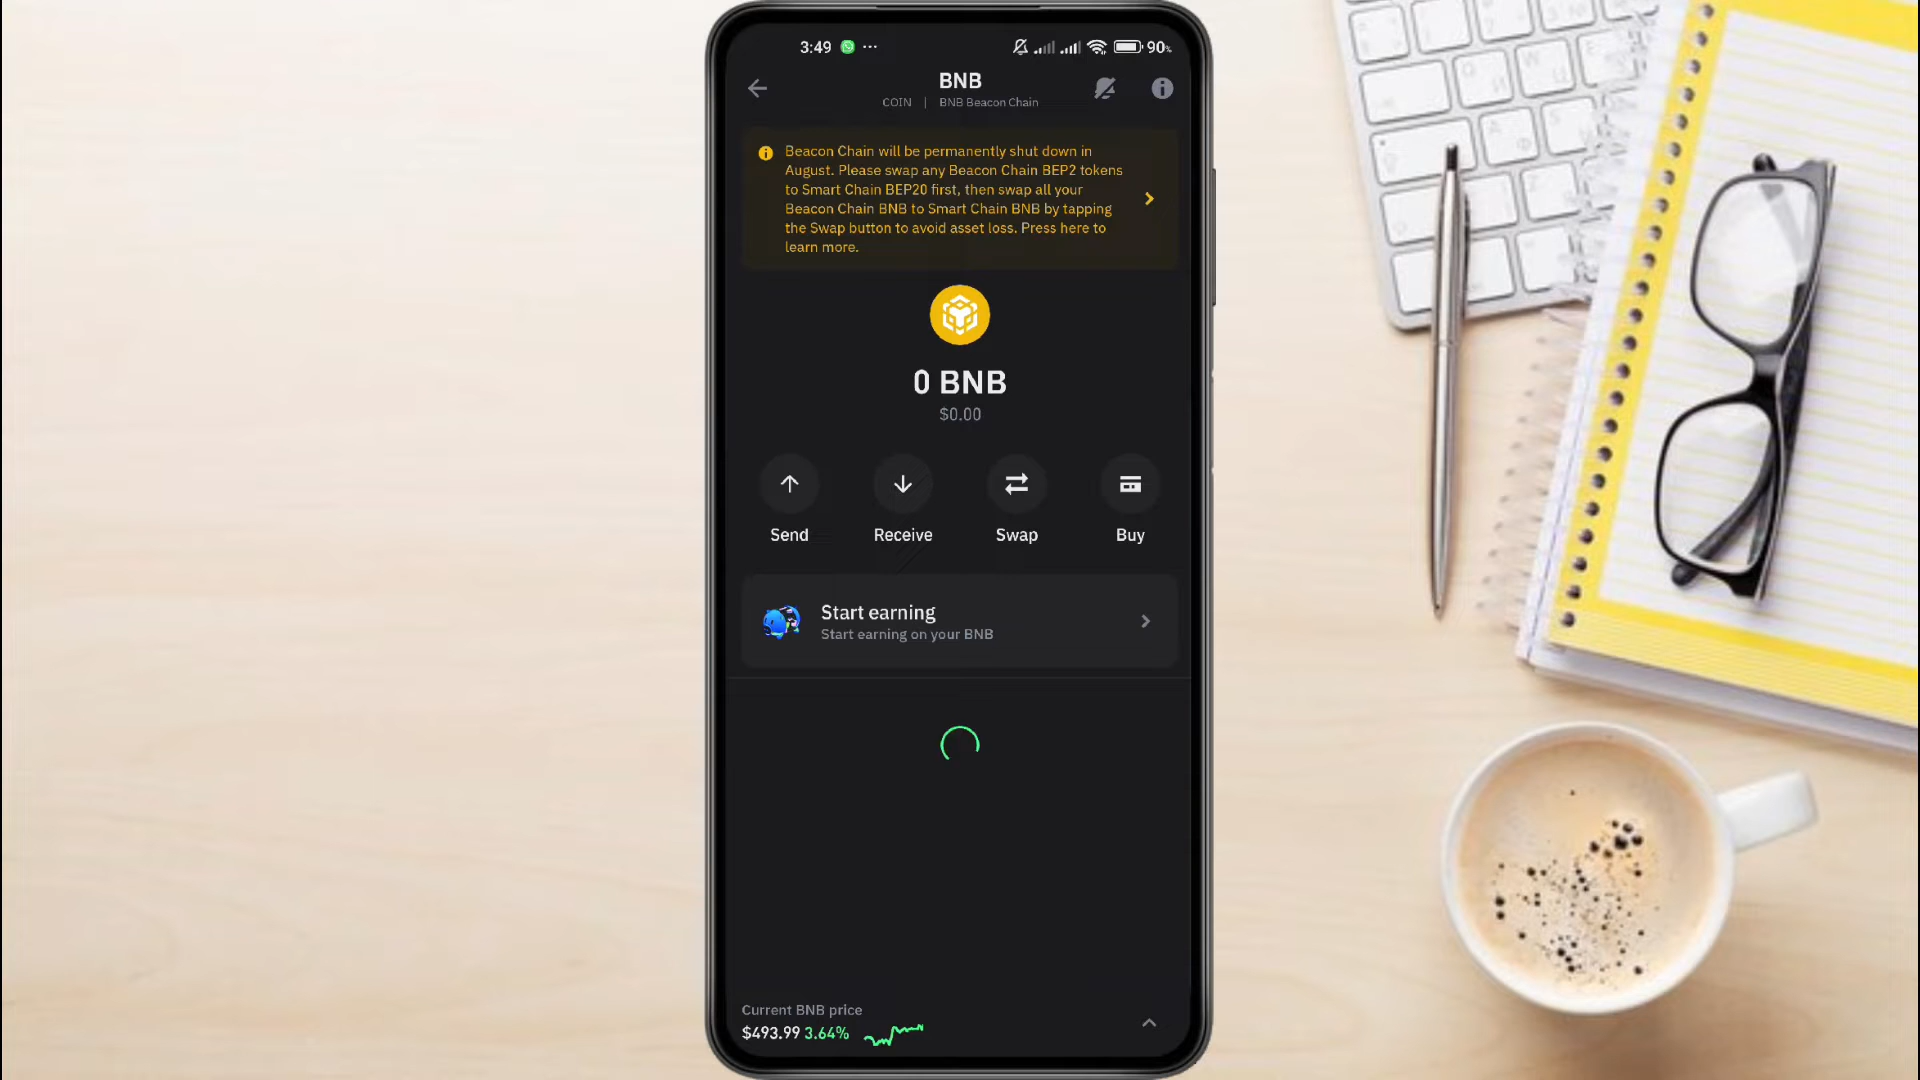 3:49 ... 90%
BNB
COIN | BNB Beacon Chain
Beacon Chain will be permanently shut down in
August. Please swap any Beacon Chain BEP2 tokens
to Smart Chain BEP20 first, then swap all your
Beacon Chain BNB to Smart Chain BNB by tapping
the Swap button to avoid asset loss. Press here to
learn more.
0 BNB
$0.00
Send Receive Swap Buy
Start earning
Start earning on your BNB
Current BNB price
$493.99 3.64%